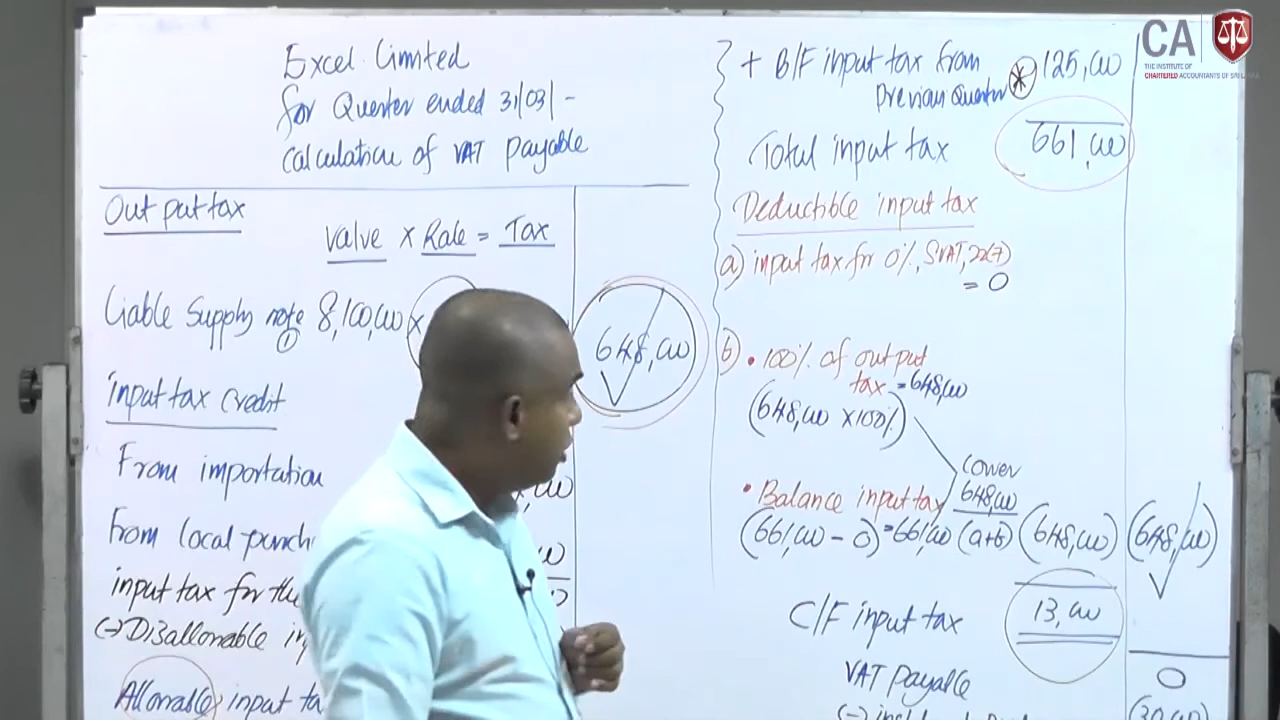 Excel Limited
for Quarter ended 31/03/-
Calculation of VAT Payable
Out put tax
Value × Rate = Tax
Liable Supply note 8,100,000 ×
①
648,000
Input tax Credit
From importation
From local purch
input tax for the
(-) Disallowable in
Allowable input ta
+ B/F input tax from 125,000
Previous Quarter
Total input tax 661,000
Deductible input tax
a) input tax for 0%, SVAT, 22(7)
= 0
b) • 100% of output
tax = 648,000
(648,000 × 100%)
Lower
• Balance input tax 648,000
(661,000 - 0) = 661,000 (a+b) (648,000) (648,000)
C/F input tax 13,000
VAT Payable 0
CA
THE INSTITUTE OF
CHARTERED ACCOUNTANTS OF SRI LANKA